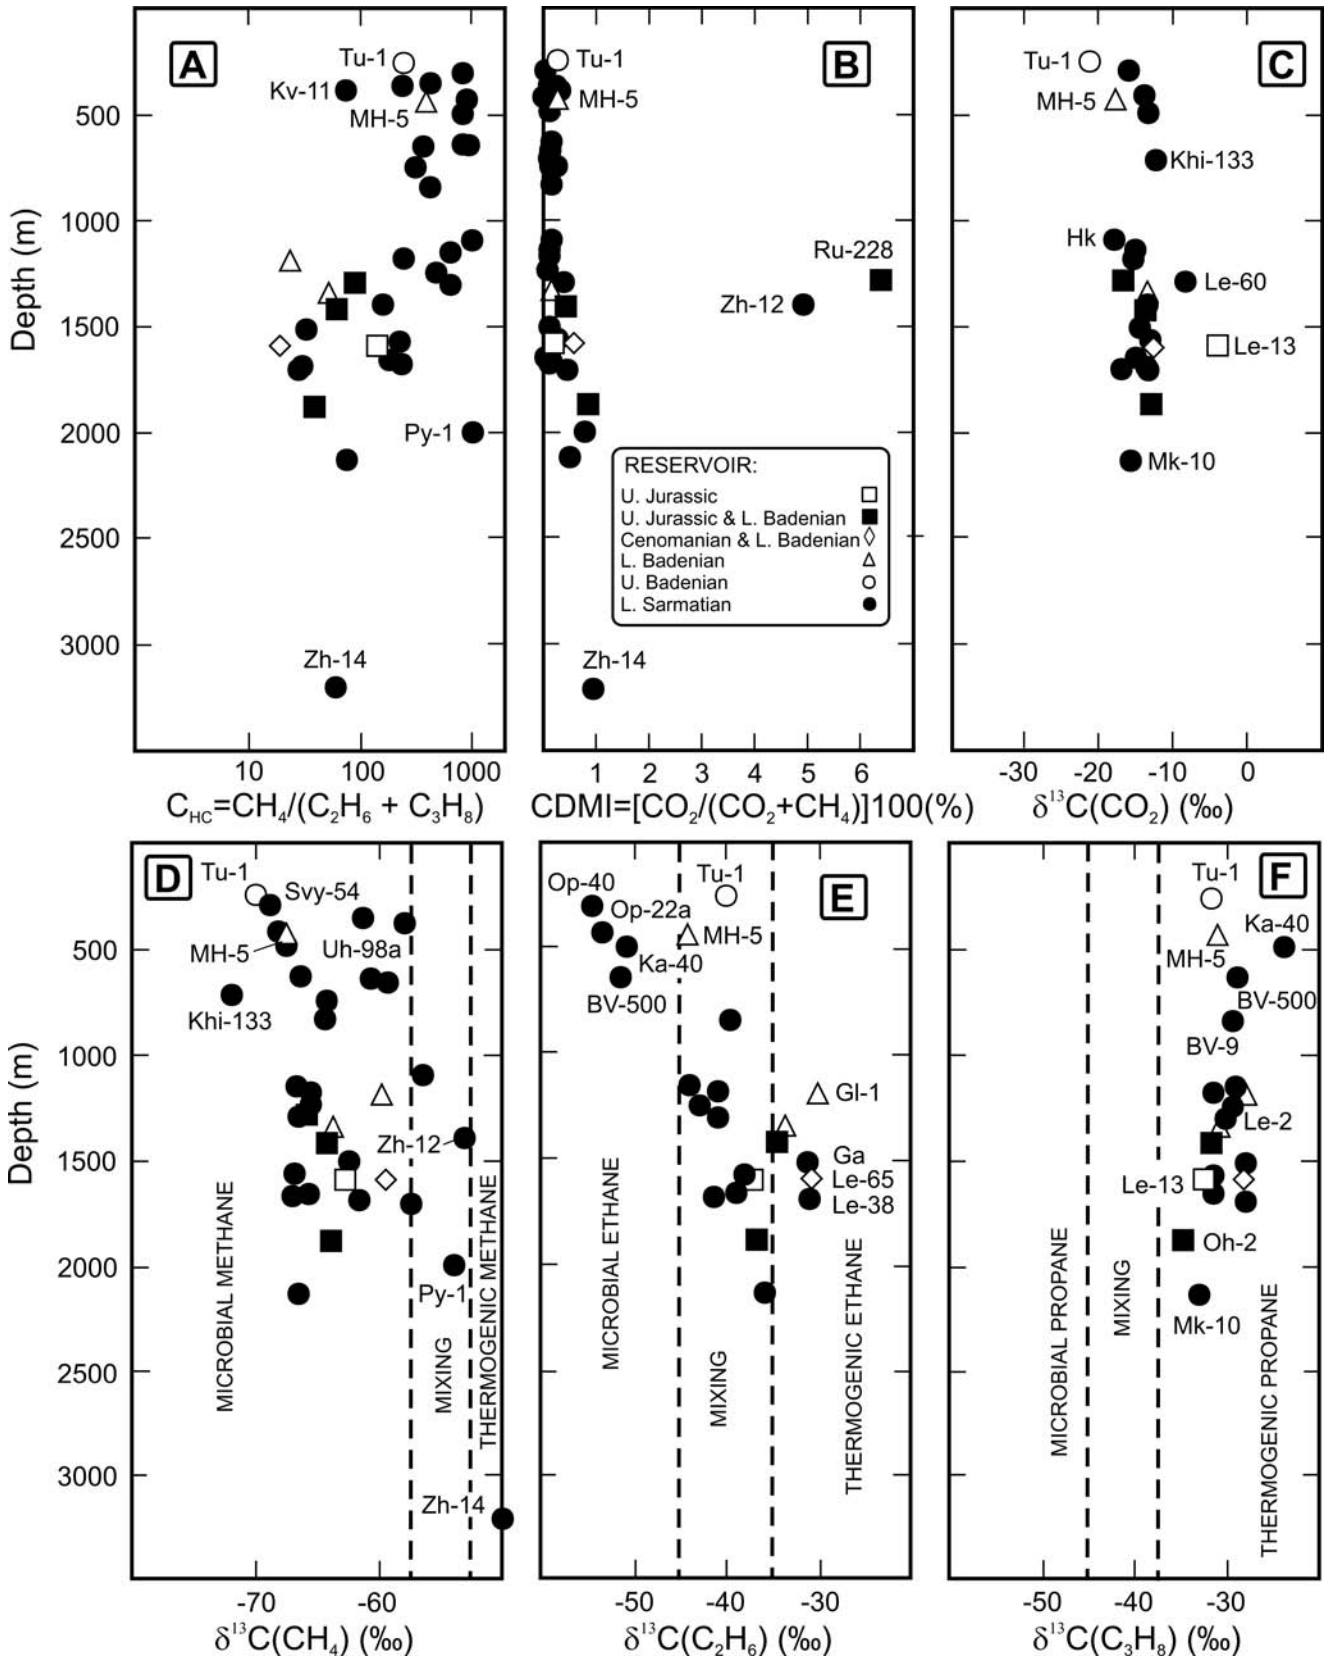 A
Tu-1
Kv-11
MH-5
Py-1
Zh-14
500
1000
1500
2000
2500
3000
Depth (m)
10 100 1000
C_HC=CH₄/(C₂H₆ + C₃H₈)
B
Tu-1
MH-5
Ru-228
Zh-12
RESERVOIR:
U. Jurassic
U. Jurassic & L. Badenian
Cenomanian & L. Badenian
L. Badenian
U. Badenian
L. Sarmatian
Zh-14
1 2 3 4 5 6
CDMI=[CO₂/(CO₂+CH₄)]100(%)
C
Tu-1
MH-5
Khi-133
Hk
Le-60
Le-13
Mk-10
-30 -20 -10 0
δ¹³C(CO₂) (‰)
D
Tu-1
Svy-54
MH-5
Uh-98a
Khi-133
Zh-12
Py-1
Zh-14
MICROBIAL METHANE
MIXING
THERMOGENIC METHANE
500
1000
1500
2000
2500
3000
Depth (m)
-70 -60
δ¹³C(CH₄) (‰)
E
Op-40
Tu-1
Op-22a
MH-5
Ka-40
BV-500
Gl-1
Ga
Le-65
Le-38
MICROBIAL ETHANE
MIXING
THERMOGENIC ETHANE
-50 -40 -30
δ¹³C(C₂H₆) (‰)
F
Tu-1
Ka-40
MH-5
BV-500
BV-9
Le-2
Le-13
Oh-2
Mk-10
MICROBIAL PROPANE
MIXING
THERMOGENIC PROPANE
-50 -40 -30
δ¹³C(C₃H₈) (‰)